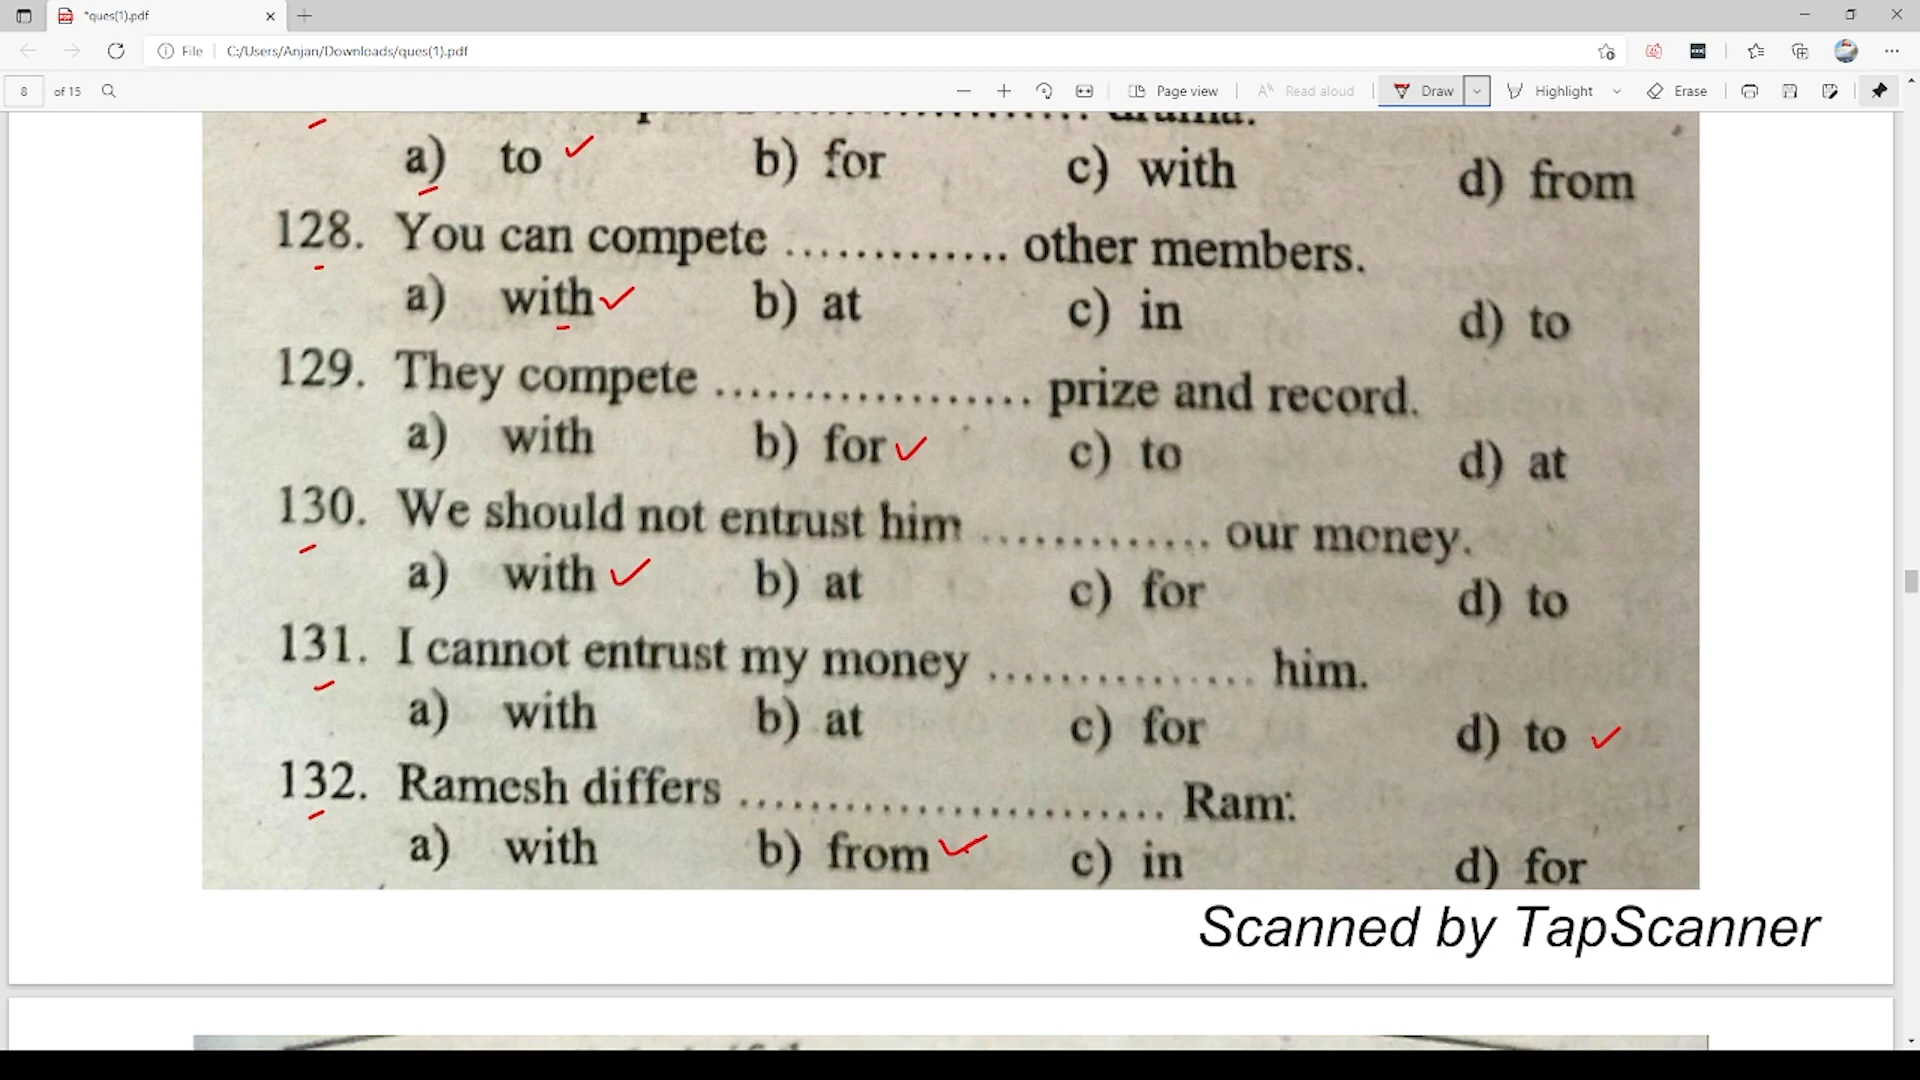 *ques(1).pdf
File C:/Users/Anjan/Downloads/ques(1).pdf
8 of 15 Page view Read aloud Draw Highlight Erase
drama.
a) to b) for c) with d) from
128. You can compete ............. other members.
a) with b) at c) in d) to
129. They compete .................. prize and record.
a) with b) for c) to d) at
130. We should not entrust him ............. our money.
a) with b) at c) for d) to
131. I cannot entrust my money ............... him.
a) with b) at c) for d) to
132. Ramesh differs ........................ Ram.
a) with b) from c) in d) for
Scanned by TapScanner